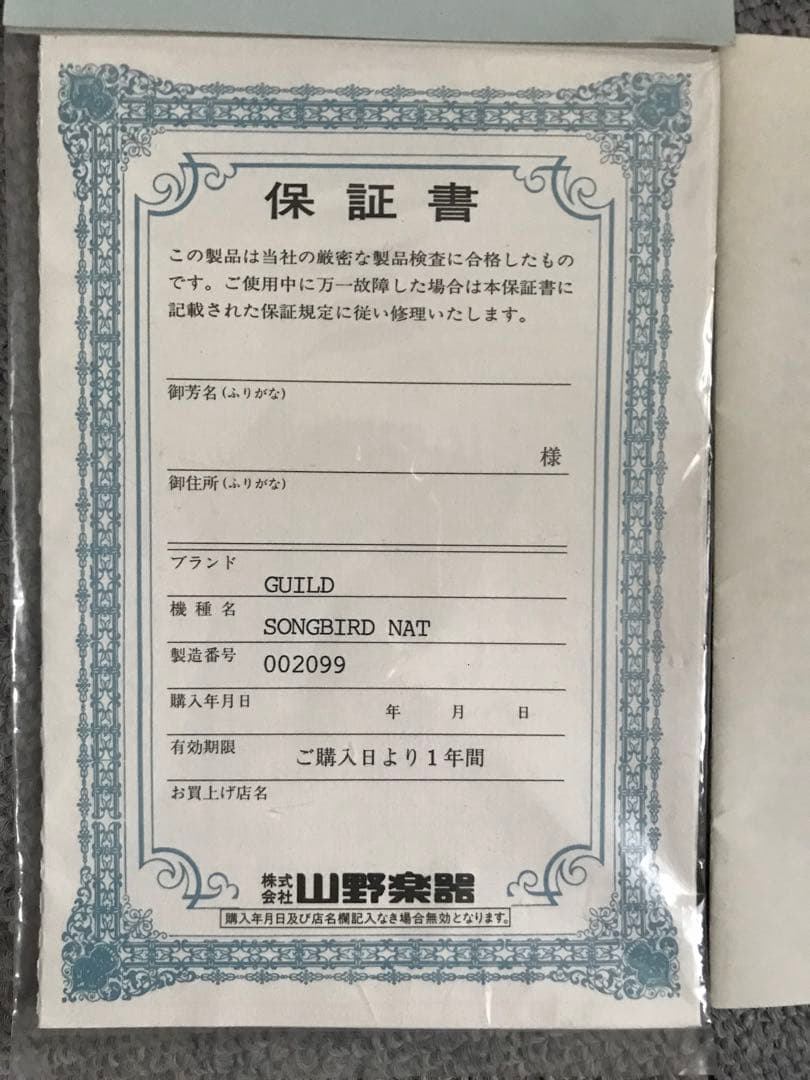 保証書
この製品は当社の厳密な製品検査に合格したもの
です。ご使用中に万一故障した場合は本保証書に
記載された保証規定に従い修理いたします。
御芳名(ふりがな)
様
御住所(ふりがな)
ブランド
GUILD
機種名
SONGBIRD NAT
製造番号
002099
購入年月日 年 月 日
有効期限 ご購入日より1年間
お買上げ店名
株式会社 山野楽器
購入年月日及び店名欄記入なき場合無効となります。